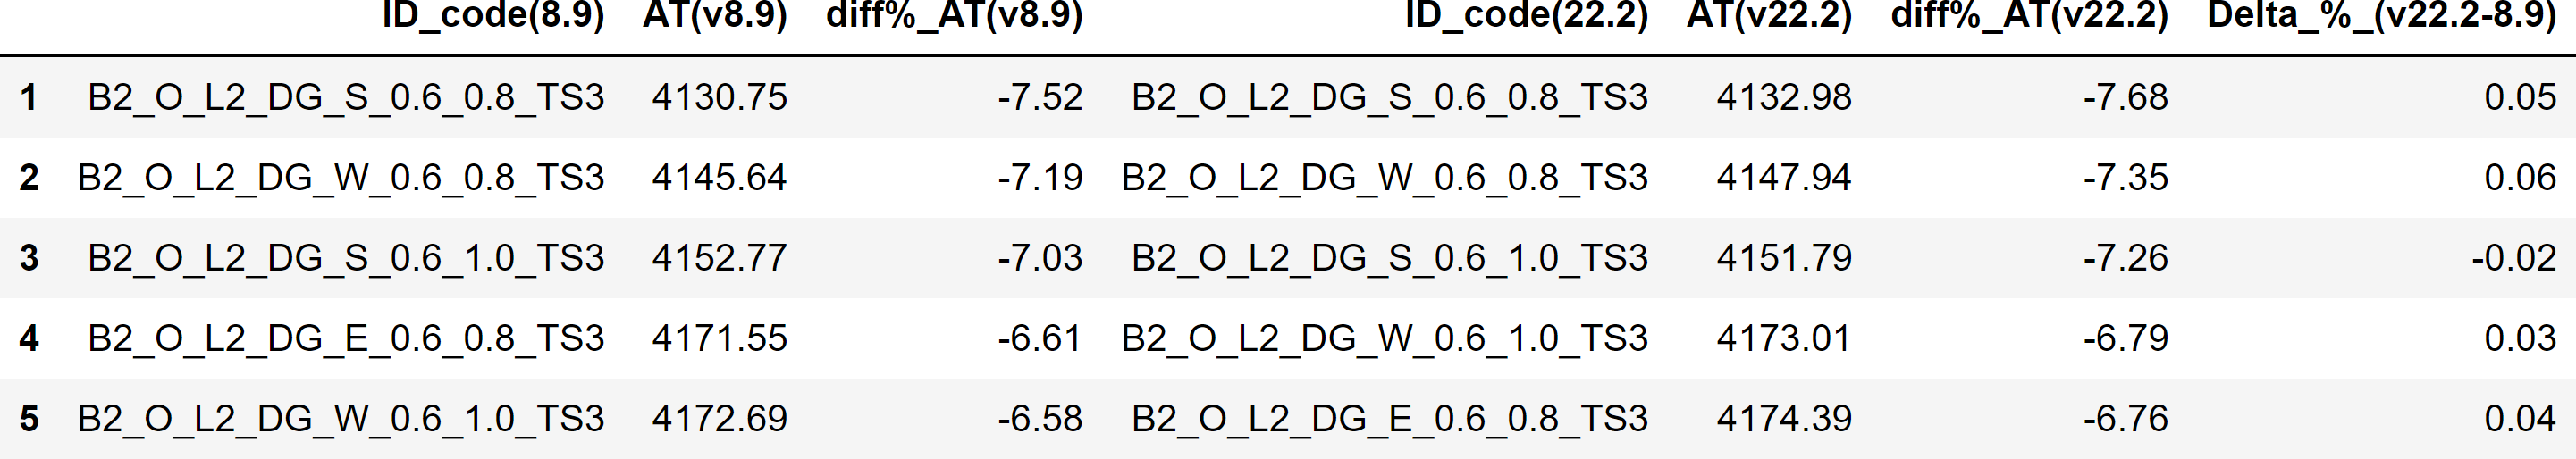 ID_code(8.9) AT(v8.9) diff%_AT(v8.9) ID_code(22.2) AT(v22.2) diff%_AT(v22.2) Delta_%_(v22.2-8.9)
1 B2_O_L2_DG_S_0.6_0.8_TS3 4130.75 -7.52 B2_O_L2_DG_S_0.6_0.8_TS3 4132.98 -7.68 0.05
2 B2_O_L2_DG_W_0.6_0.8_TS3 4145.64 -7.19 B2_O_L2_DG_W_0.6_0.8_TS3 4147.94 -7.35 0.06
3 B2_O_L2_DG_S_0.6_1.0_TS3 4152.77 -7.03 B2_O_L2_DG_S_0.6_1.0_TS3 4151.79 -7.26 -0.02
4 B2_O_L2_DG_E_0.6_0.8_TS3 4171.55 -6.61 B2_O_L2_DG_W_0.6_1.0_TS3 4173.01 -6.79 0.03
5 B2_O_L2_DG_W_0.6_1.0_TS3 4172.69 -6.58 B2_O_L2_DG_E_0.6_0.8_TS3 4174.39 -6.76 0.04